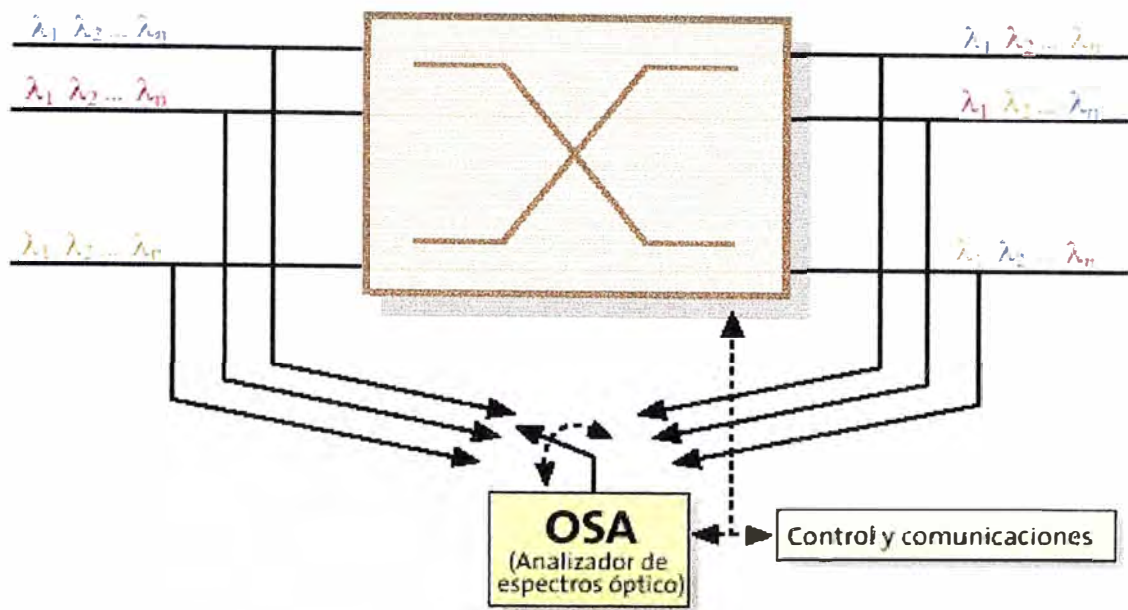 λ1 λ2 ... λn
λ1 λ2 ... λn
λ1 λ2 ... λn
λ1 λ2 ... λn
λ1 λ2 ... λn
λ2 ... λn
OSA
(Analizador de
espectros óptico)
Control y comunicaciones